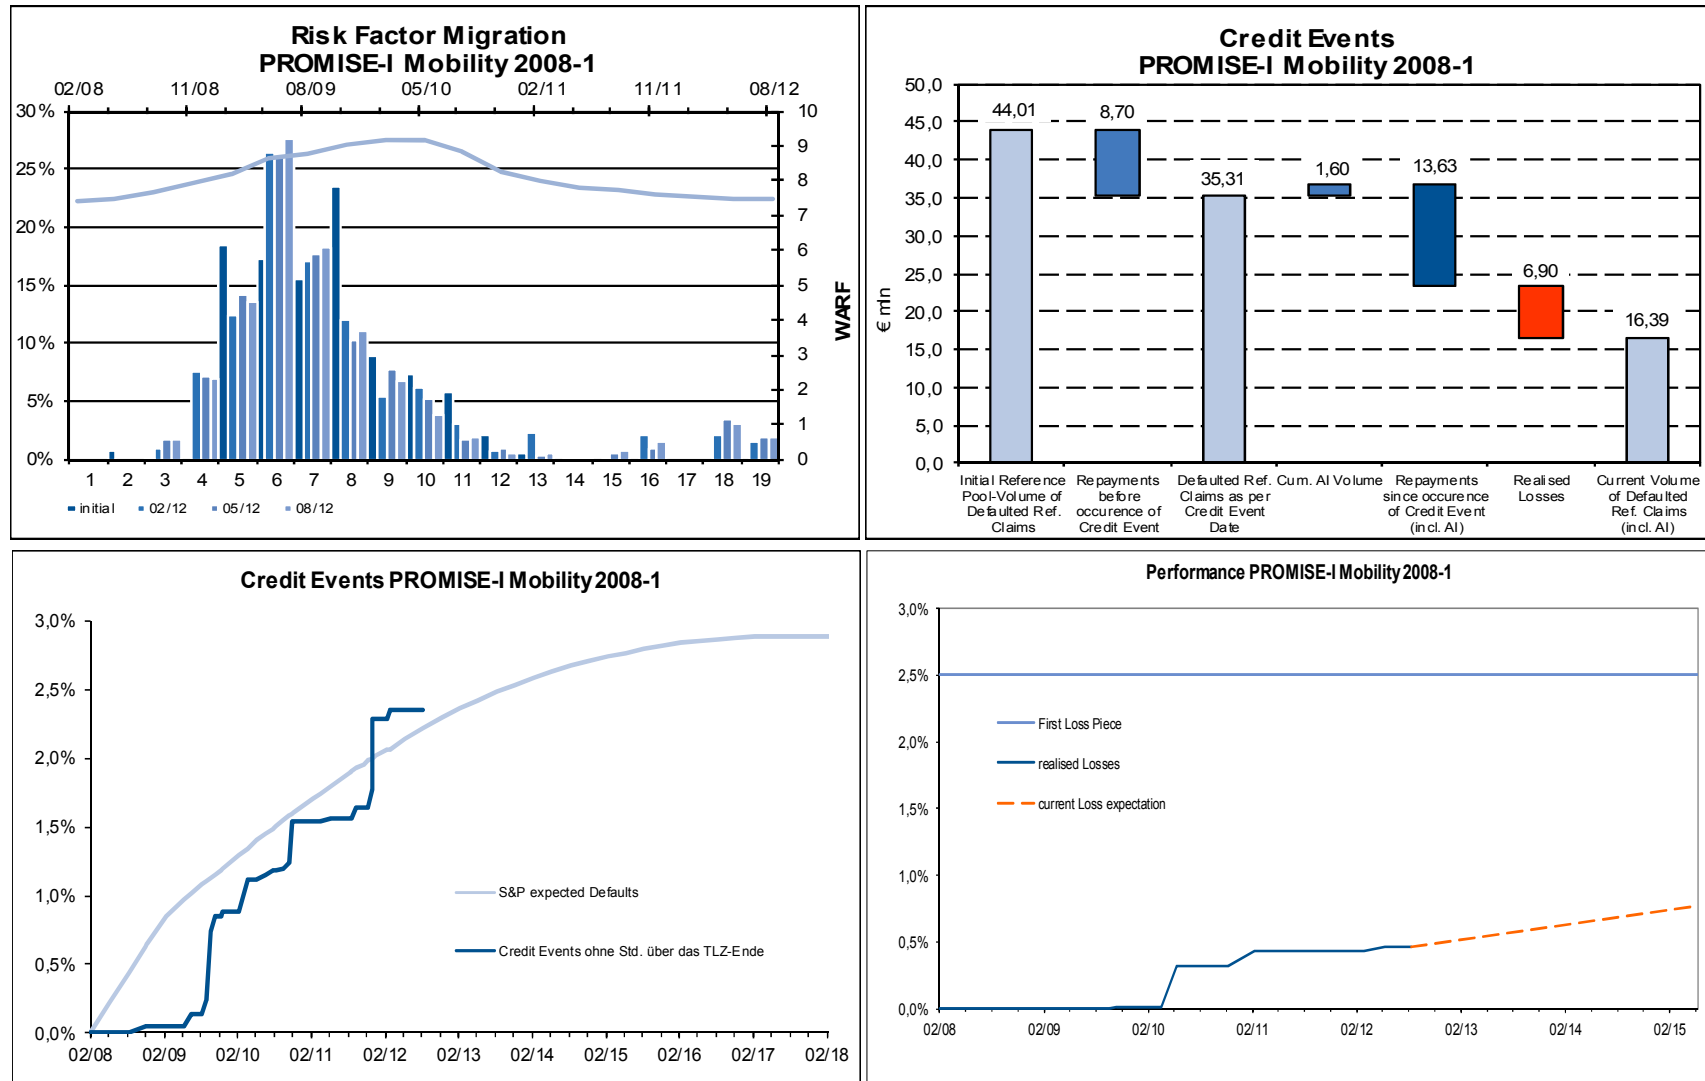 Risk Factor Migration
PROMISE-I Mobility 2008-1
02/08 11/08 08/09 05/10 02/11 11/11 08/12
30% 10
9
25% 8
20% 7
6
15% 5
10% 4
3
5% 2
1
0% 0
WARF
1 2 3 4 5 6 7 8 9 10 11 12 13 14 15 16 17 18 19
initial 02/12 05/12 08/12
Credit Events
PROMISE-I Mobility 2008-1
50,0
45,0
40,0
35,0
30,0
25,0
20,0
15,0
10,0
5,0
0,0
€ mln
44,01 8,70 35,31 1,60 13,63 6,90 16,39
Initial Reference
Pool-Volume of
Defaulted Ref.
Claims
Repayments
before
occurence of
Credit Event
Defaulted Ref.
Claims as per
Credit Event
Date
Cum. AI Volume
Repayments
since occurence
of Credit Event
(incl. AI)
Realised
Losses
Current Volume
of Defaulted
Ref. Claims
(incl. AI)
Credit Events PROMISE-I Mobility 2008-1
3,0%
2,5%
2,0%
1,5%
1,0%
0,5%
0,0%
S&P expected Defaults
Credit Events ohne Std. über das TLZ-Ende
02/08 02/09 02/10 02/11 02/12 02/13 02/14 02/15 02/16 02/17 02/18
Performance PROMISE-I Mobility 2008-1
3,0%
2,5%
2,0%
1,5%
1,0%
0,5%
0,0%
First Loss Piece
realised Losses
current Loss expectation
02/08 02/09 02/10 02/11 02/12 02/13 02/14 02/15